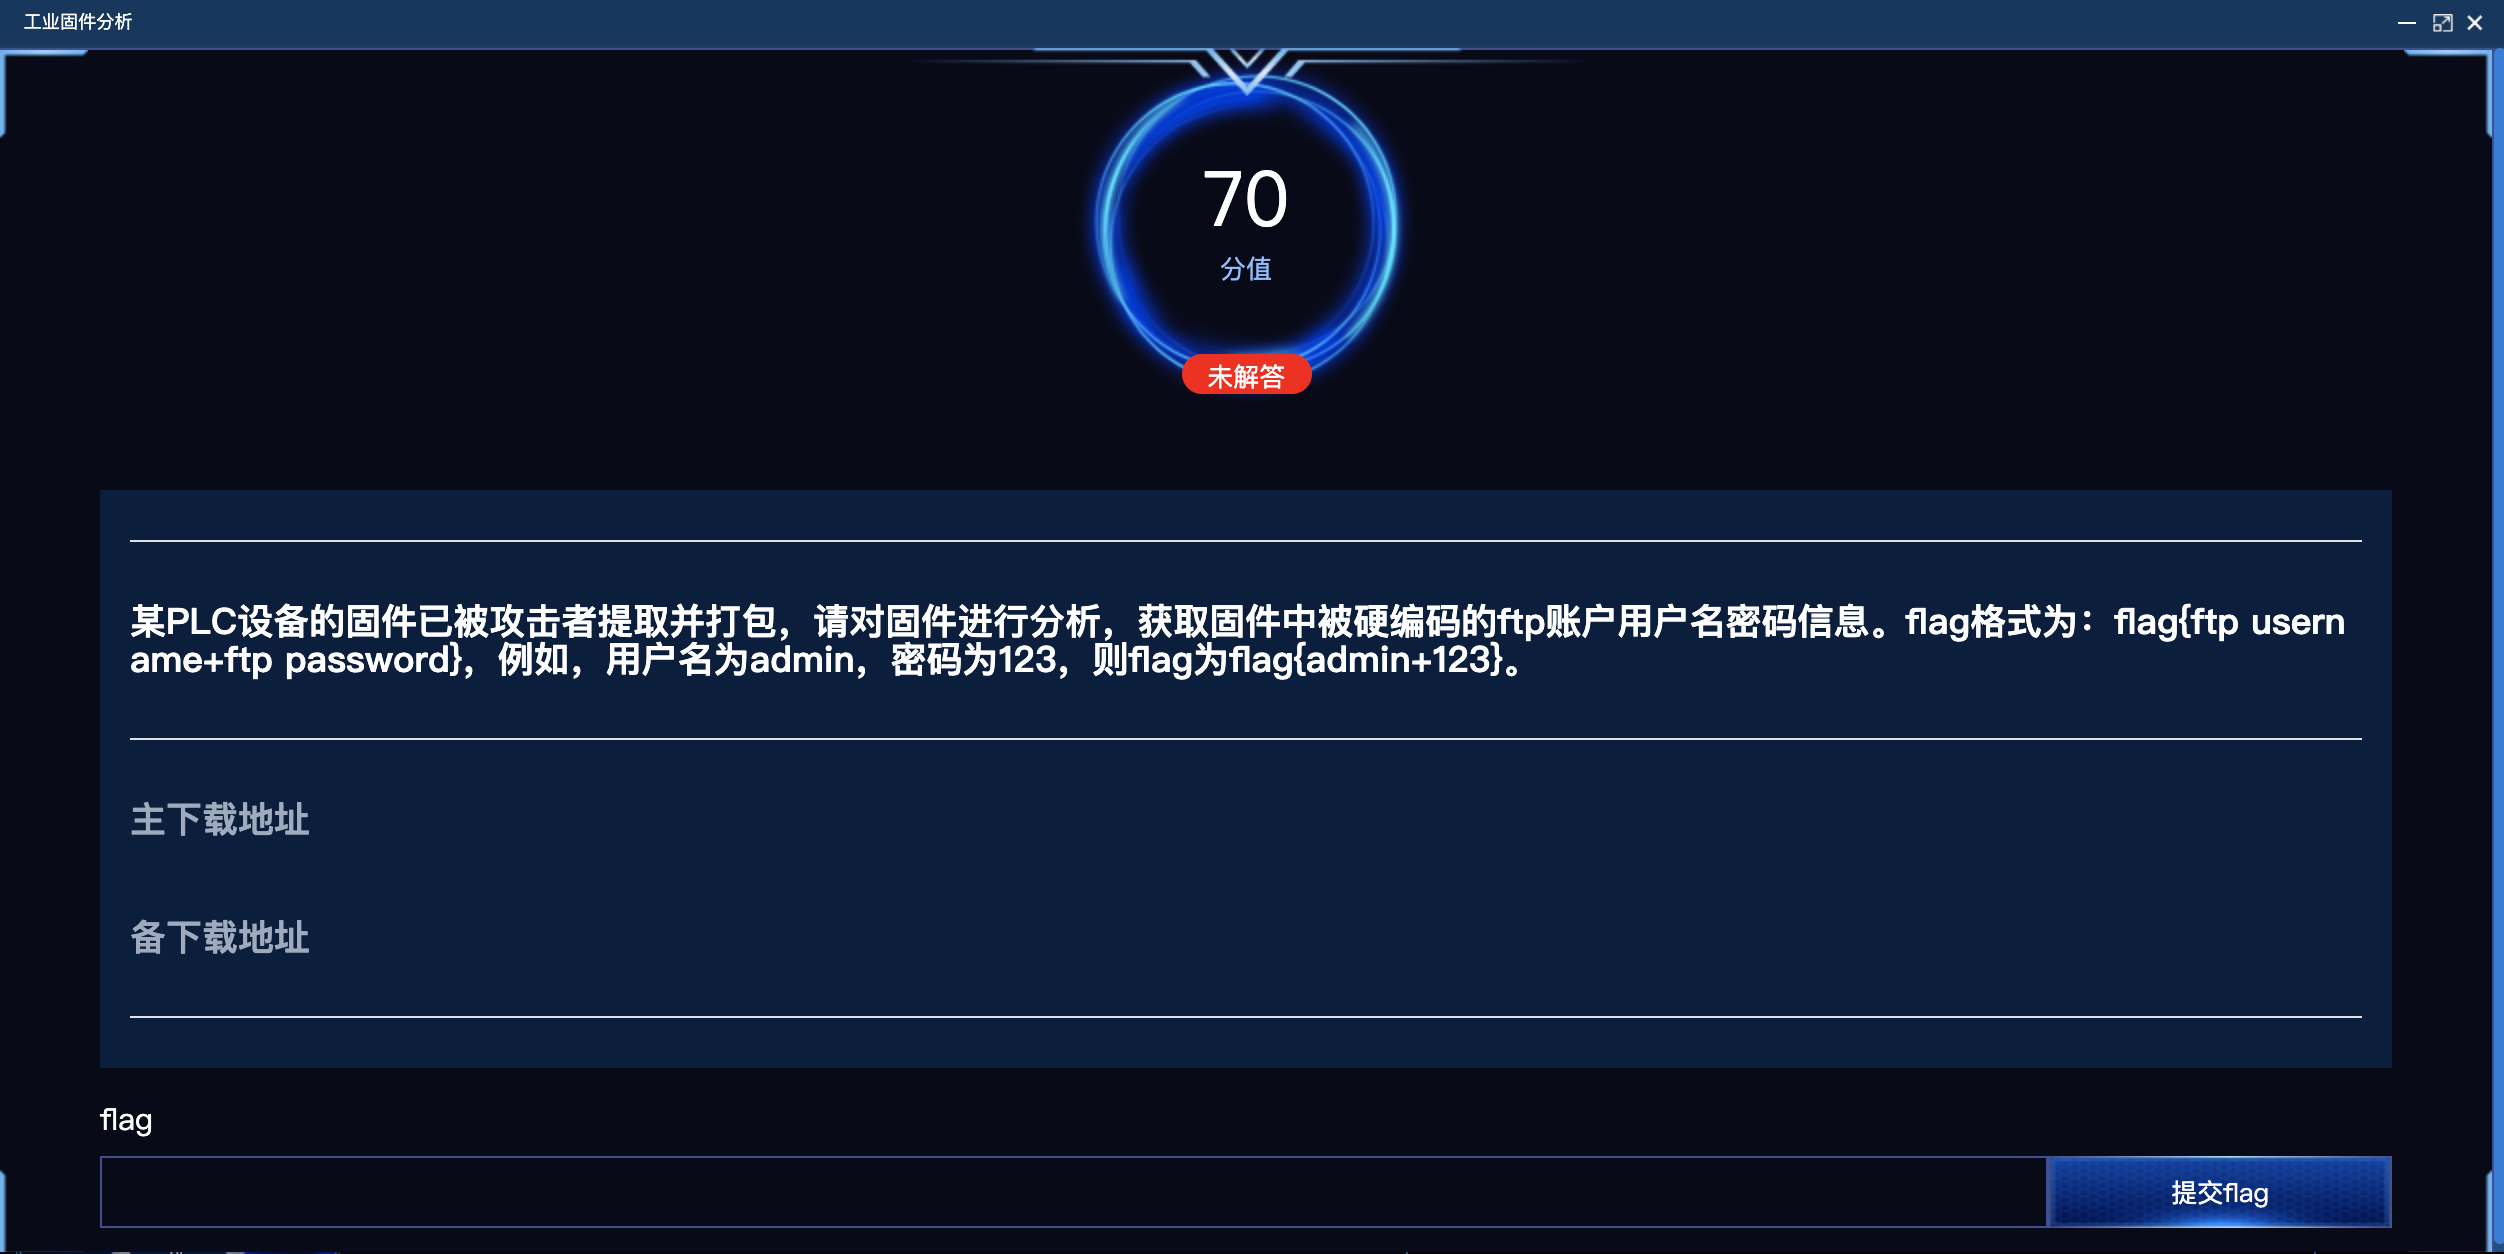 工业固件分析
70
分值
未解答
某PLC设备的固件已被攻击者提取并打包，请对固件进行分析，获取固件中被硬编码的ftp账户用户名密码信息。flag格式为：flag{ftp usern
ame+ftp password}，例如，用户名为admin，密码为123，则flag为flag{admin+123}。
主下载地址
备下载地址
flag
提交flag